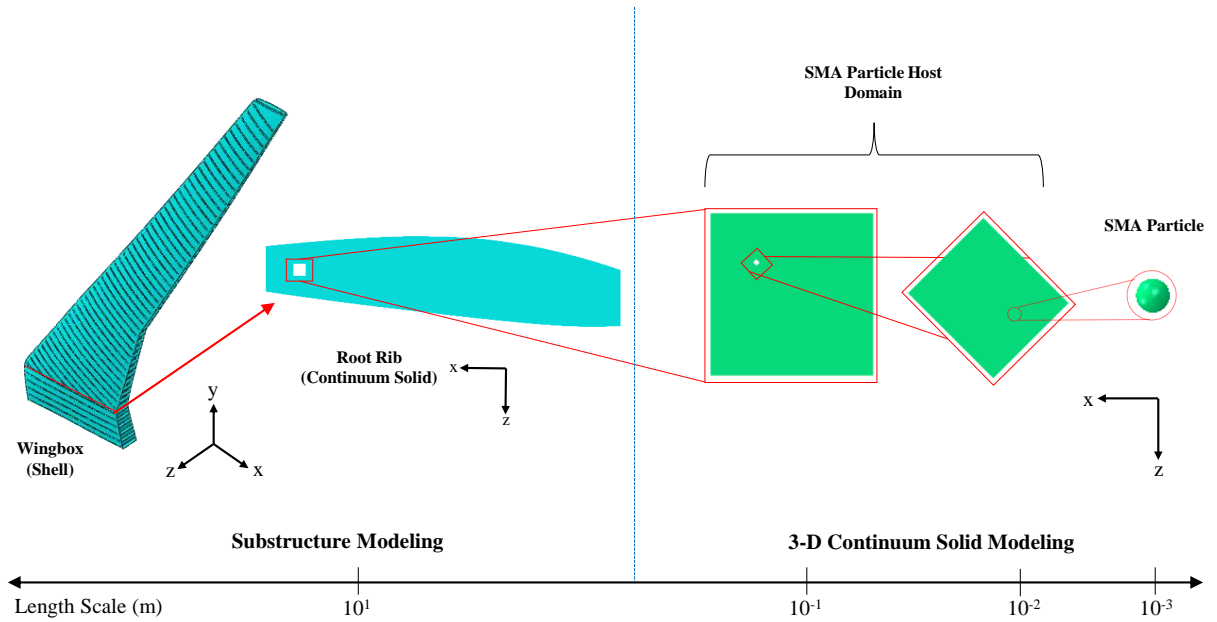 SMA Particle Host
Domain
SMA Particle
Root Rib
(Continuum Solid)
x
z
y
z
x
Wingbox
(Shell)
x
z
Substructure Modeling
3-D Continuum Solid Modeling
Length Scale (m)
10¹
10⁻¹
10⁻²
10⁻³